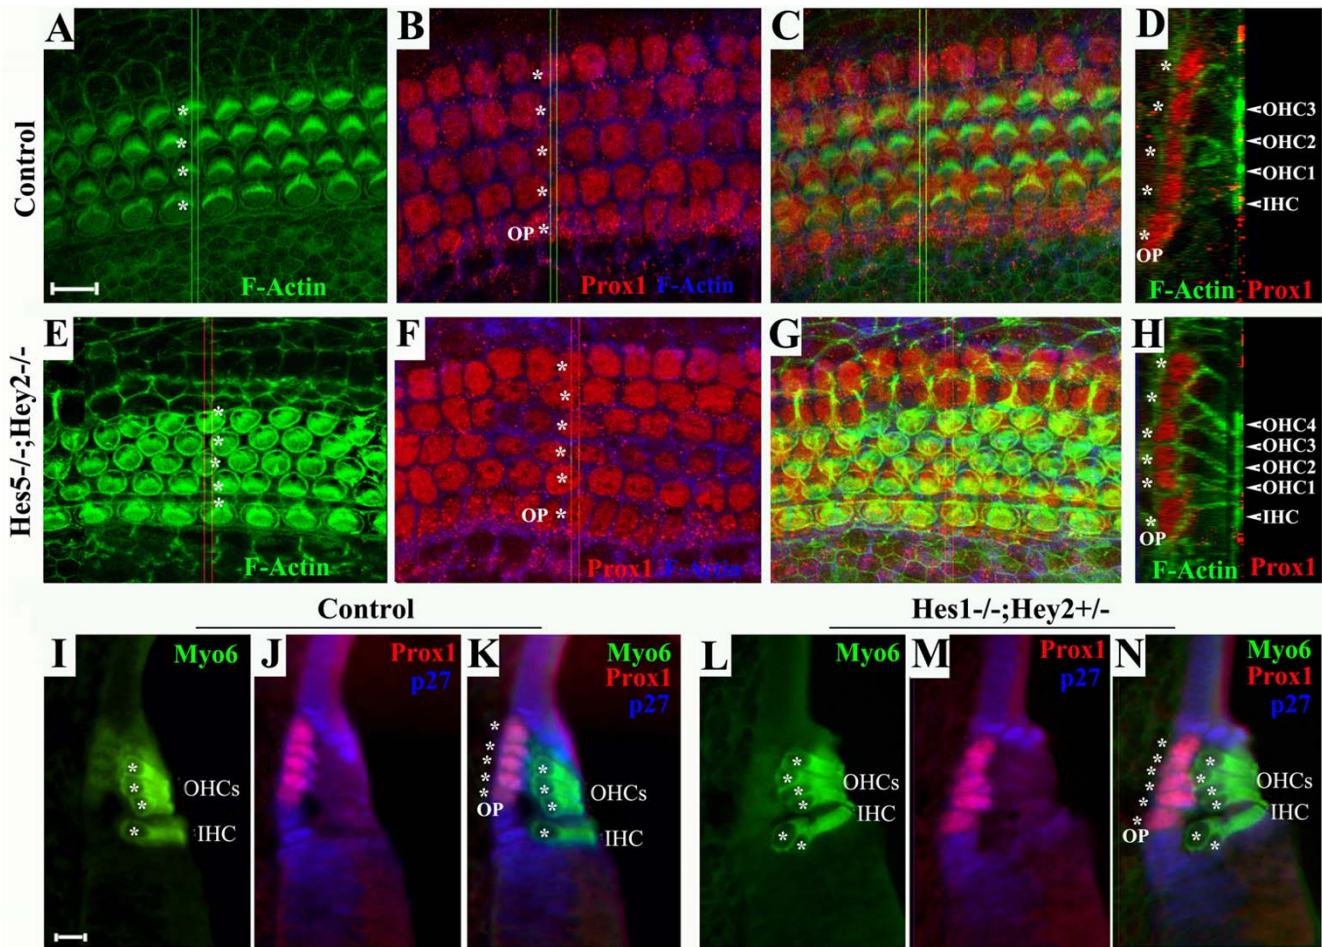 A
B
C
D
Control
*
*
*
*
F-Actin
*
*
*
*
OP *
Prox1 F-Actin
*
*
*
*
*
OP
OHC3
OHC2
OHC1
IHC
F-Actin Prox1
E
F
G
H
Hes5-/-;Hey2-/-
*
*
*
*
*
F-Actin
*
*
*
*
*
OP *
Prox1 F-Actin
*
*
*
*
*
OP
OHC4
OHC3
OHC2
OHC1
IHC
F-Actin Prox1
Control
Hes1-/-;Hey2+/-
I
Myo6
*
*
*
*
OHCs
IHC
J
Prox1
p27
K
Myo6
Prox1
p27
*
*
*
*
*
OP
*
*
*
*
OHCs
IHC
L
Myo6
*
*
*
*
*
*
OHCs
IHC
M
Prox1
p27
N
Myo6
Prox1
p27
*
*
*
*
*
*
OP
*
*
*
*
*
*
OHCs
IHC